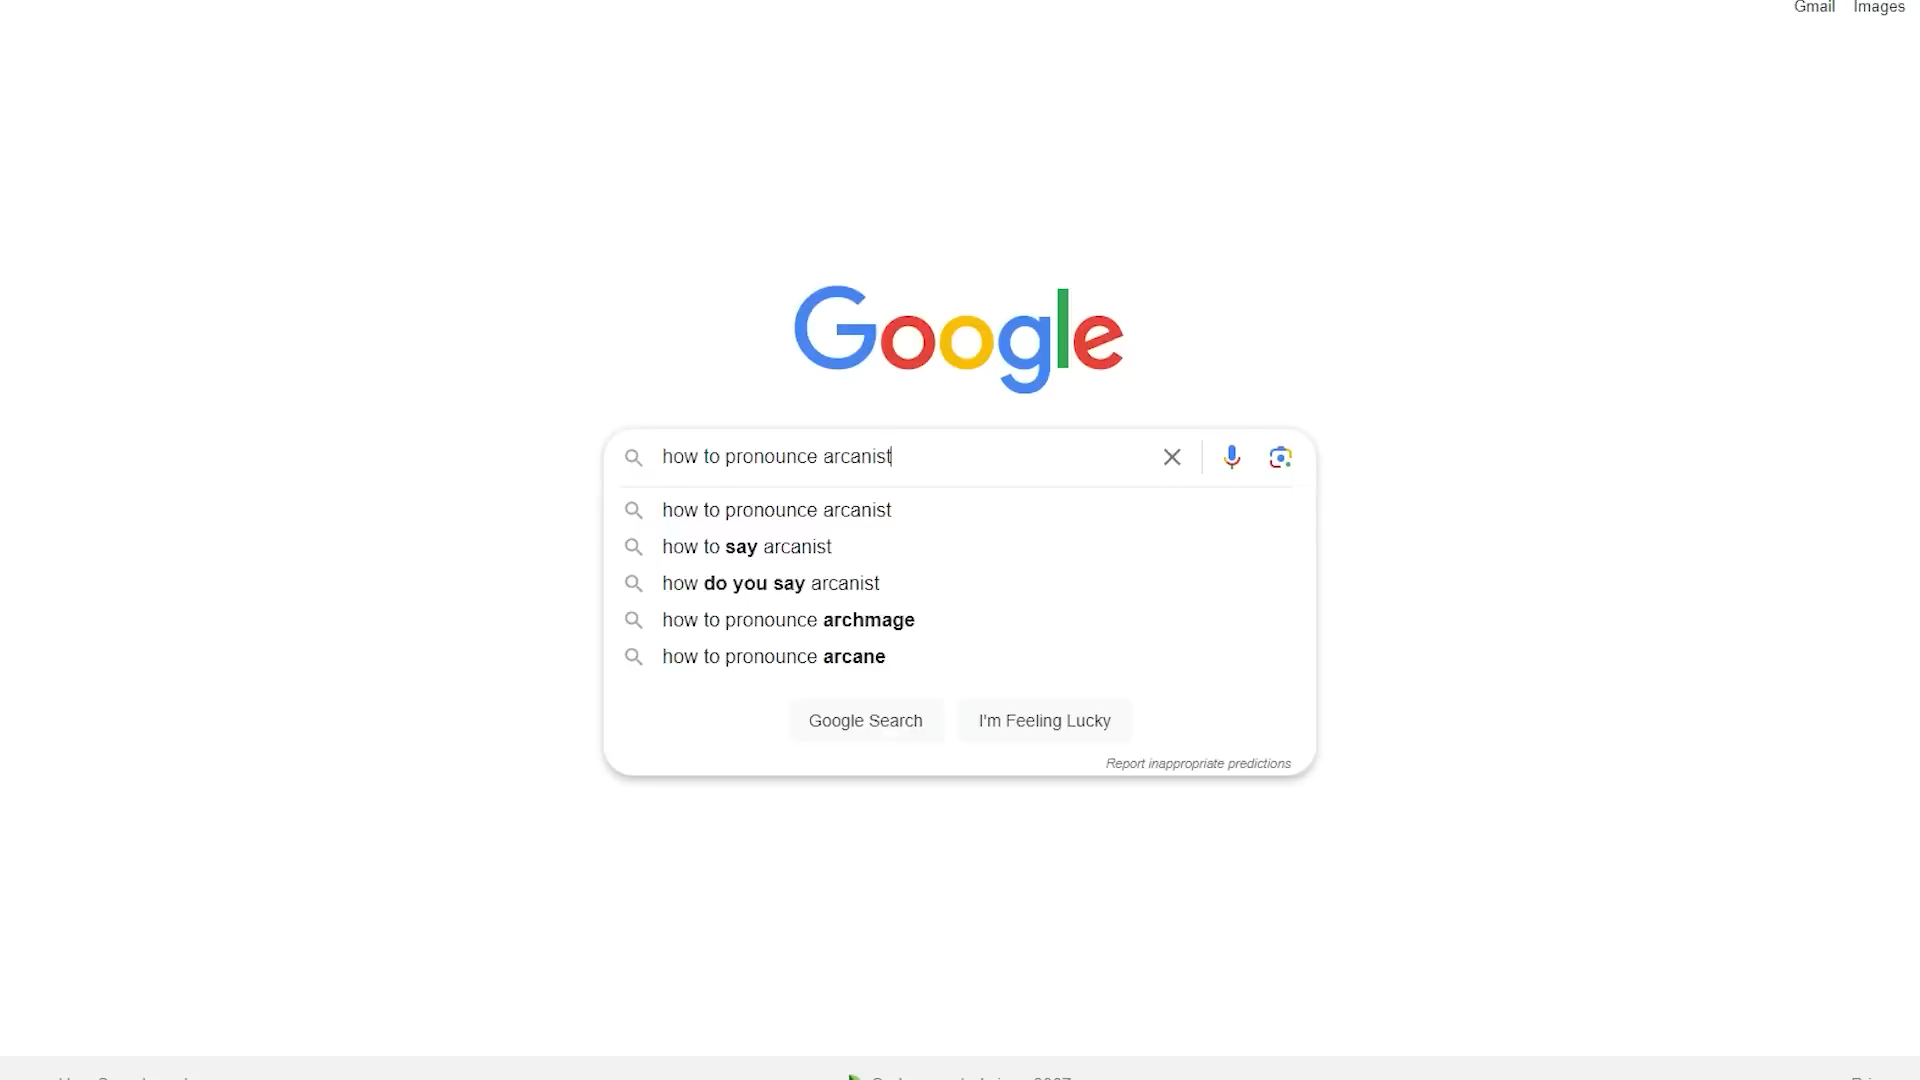 Gmail Images
Google
how to pronounce arcanist
how to pronounce arcanist
how to say arcanist
how do you say arcanist
how to pronounce archmage
how to pronounce arcane
Google Search I'm Feeling Lucky
Report inappropriate predictions